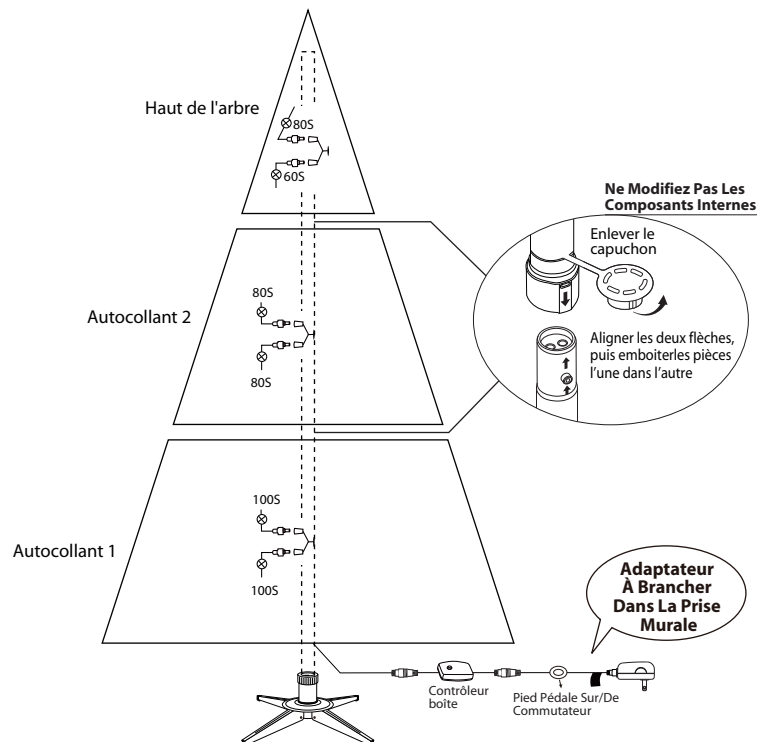 Haut de l'arbre
80S
60S
Ne Modifiez Pas Les
Composants Internes
Enlever le
capuchon
Autocollant 2
80S
80S
Aligner les deux flèches,
puis emboiterles pièces
l'une dans l'autre
100S
Autocollant 1
100S
Adaptateur
À Brancher
Dans La Prise
Murale
Contrôleur
boîte
Pied Pédale Sur/De
Commutateur